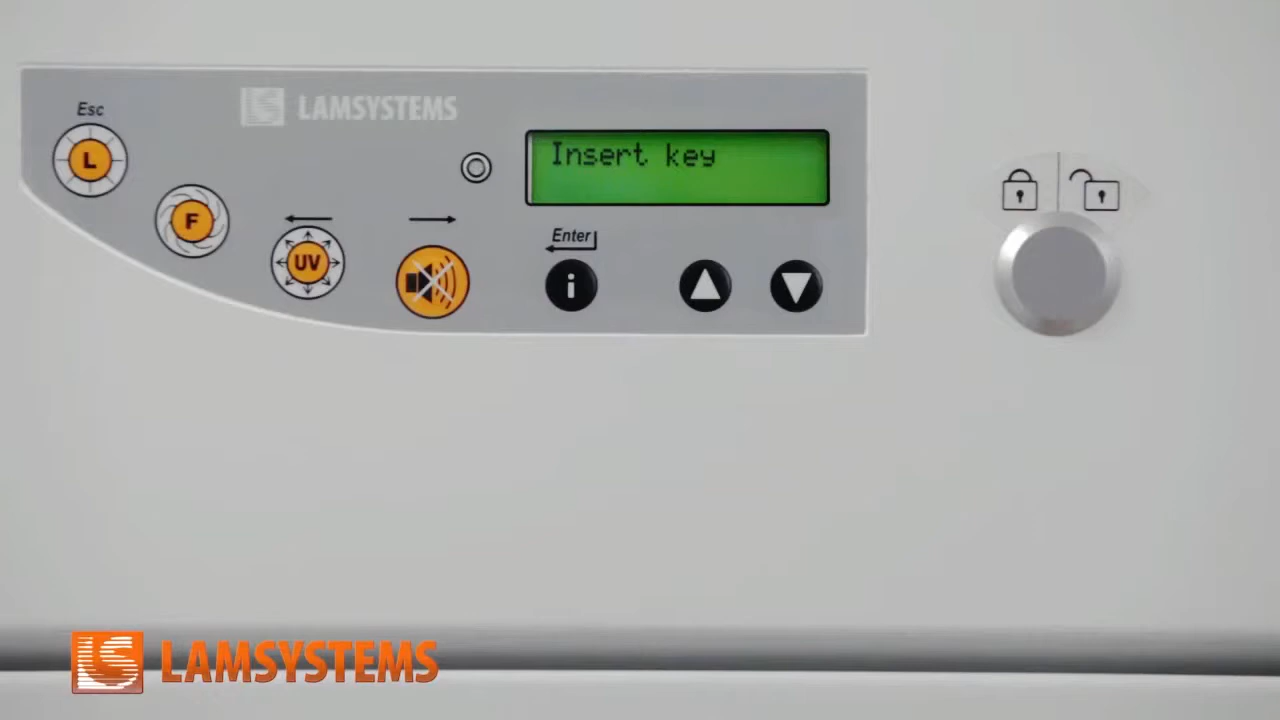 Esc
L
LAMSYSTEMS
Insert key
F
UV
Enter
i
LAMSYSTEMS